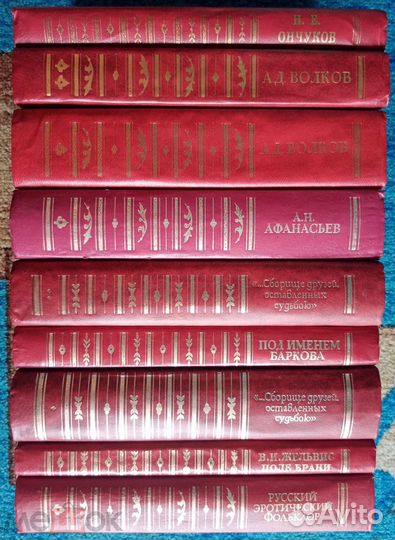 Н. Е.
ОНЧУКОВ
А.Д. ВОЛКОВ
А.Д. ВОЛКОВ
А.Н.
АФАНАСЬЕВ
«...Сборище друзей,
оставленных
судьбою»
ПОД ИМЕНЕМ
БАРКОВА
«...Сборище друзей,
оставленных
судьбою»
В.И. ЖЕЛЬВИС
ПОЛЕ БРАНИ
РУССКИЙ
ЭРОТИЧЕСКИЙ
ФОЛЬКЛОР
Avito